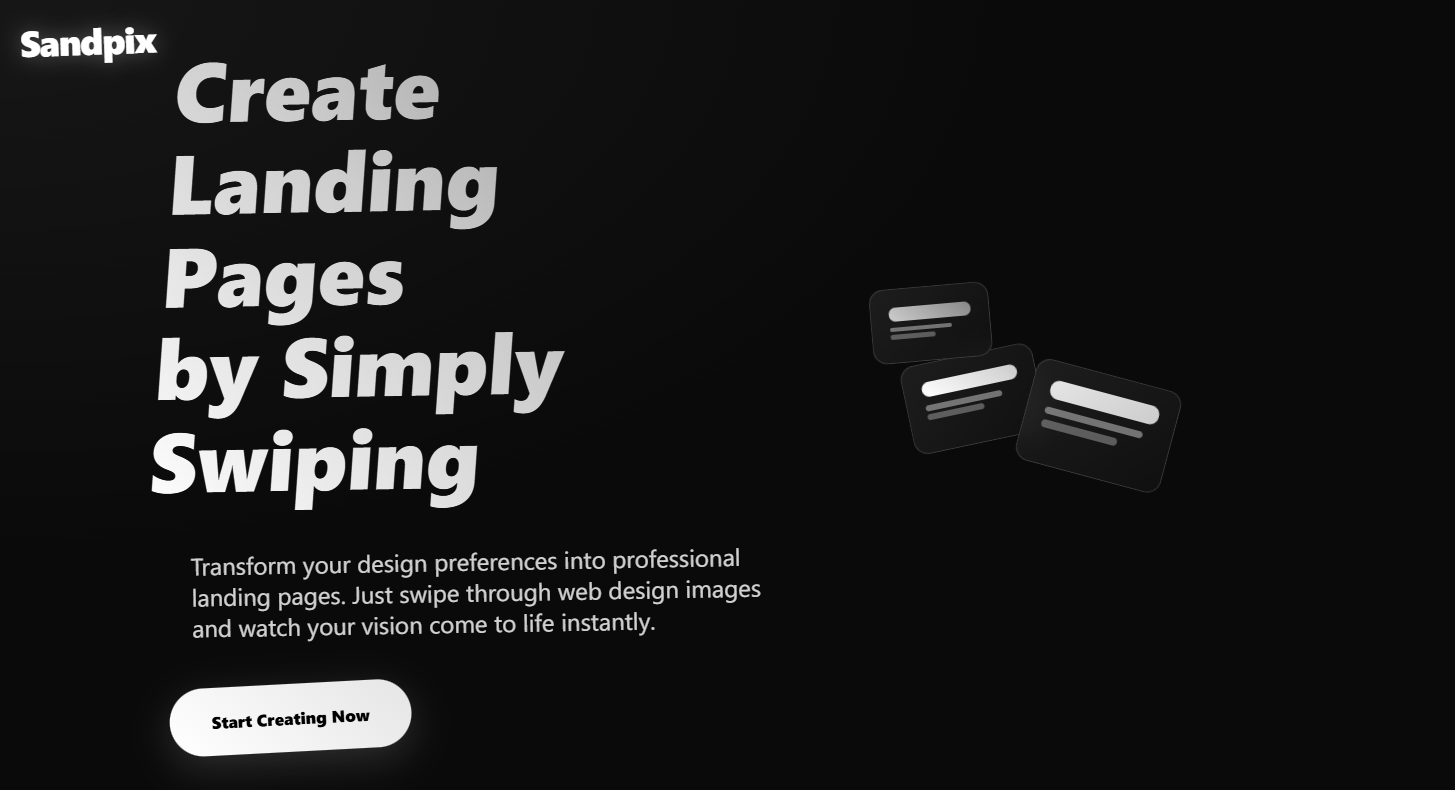 Sandpix
Create
Landing
Pages
by Simply
Swiping
Transform your design preferences into professional
landing pages. Just swipe through web design images
and watch your vision come to life instantly.
Start Creating Now